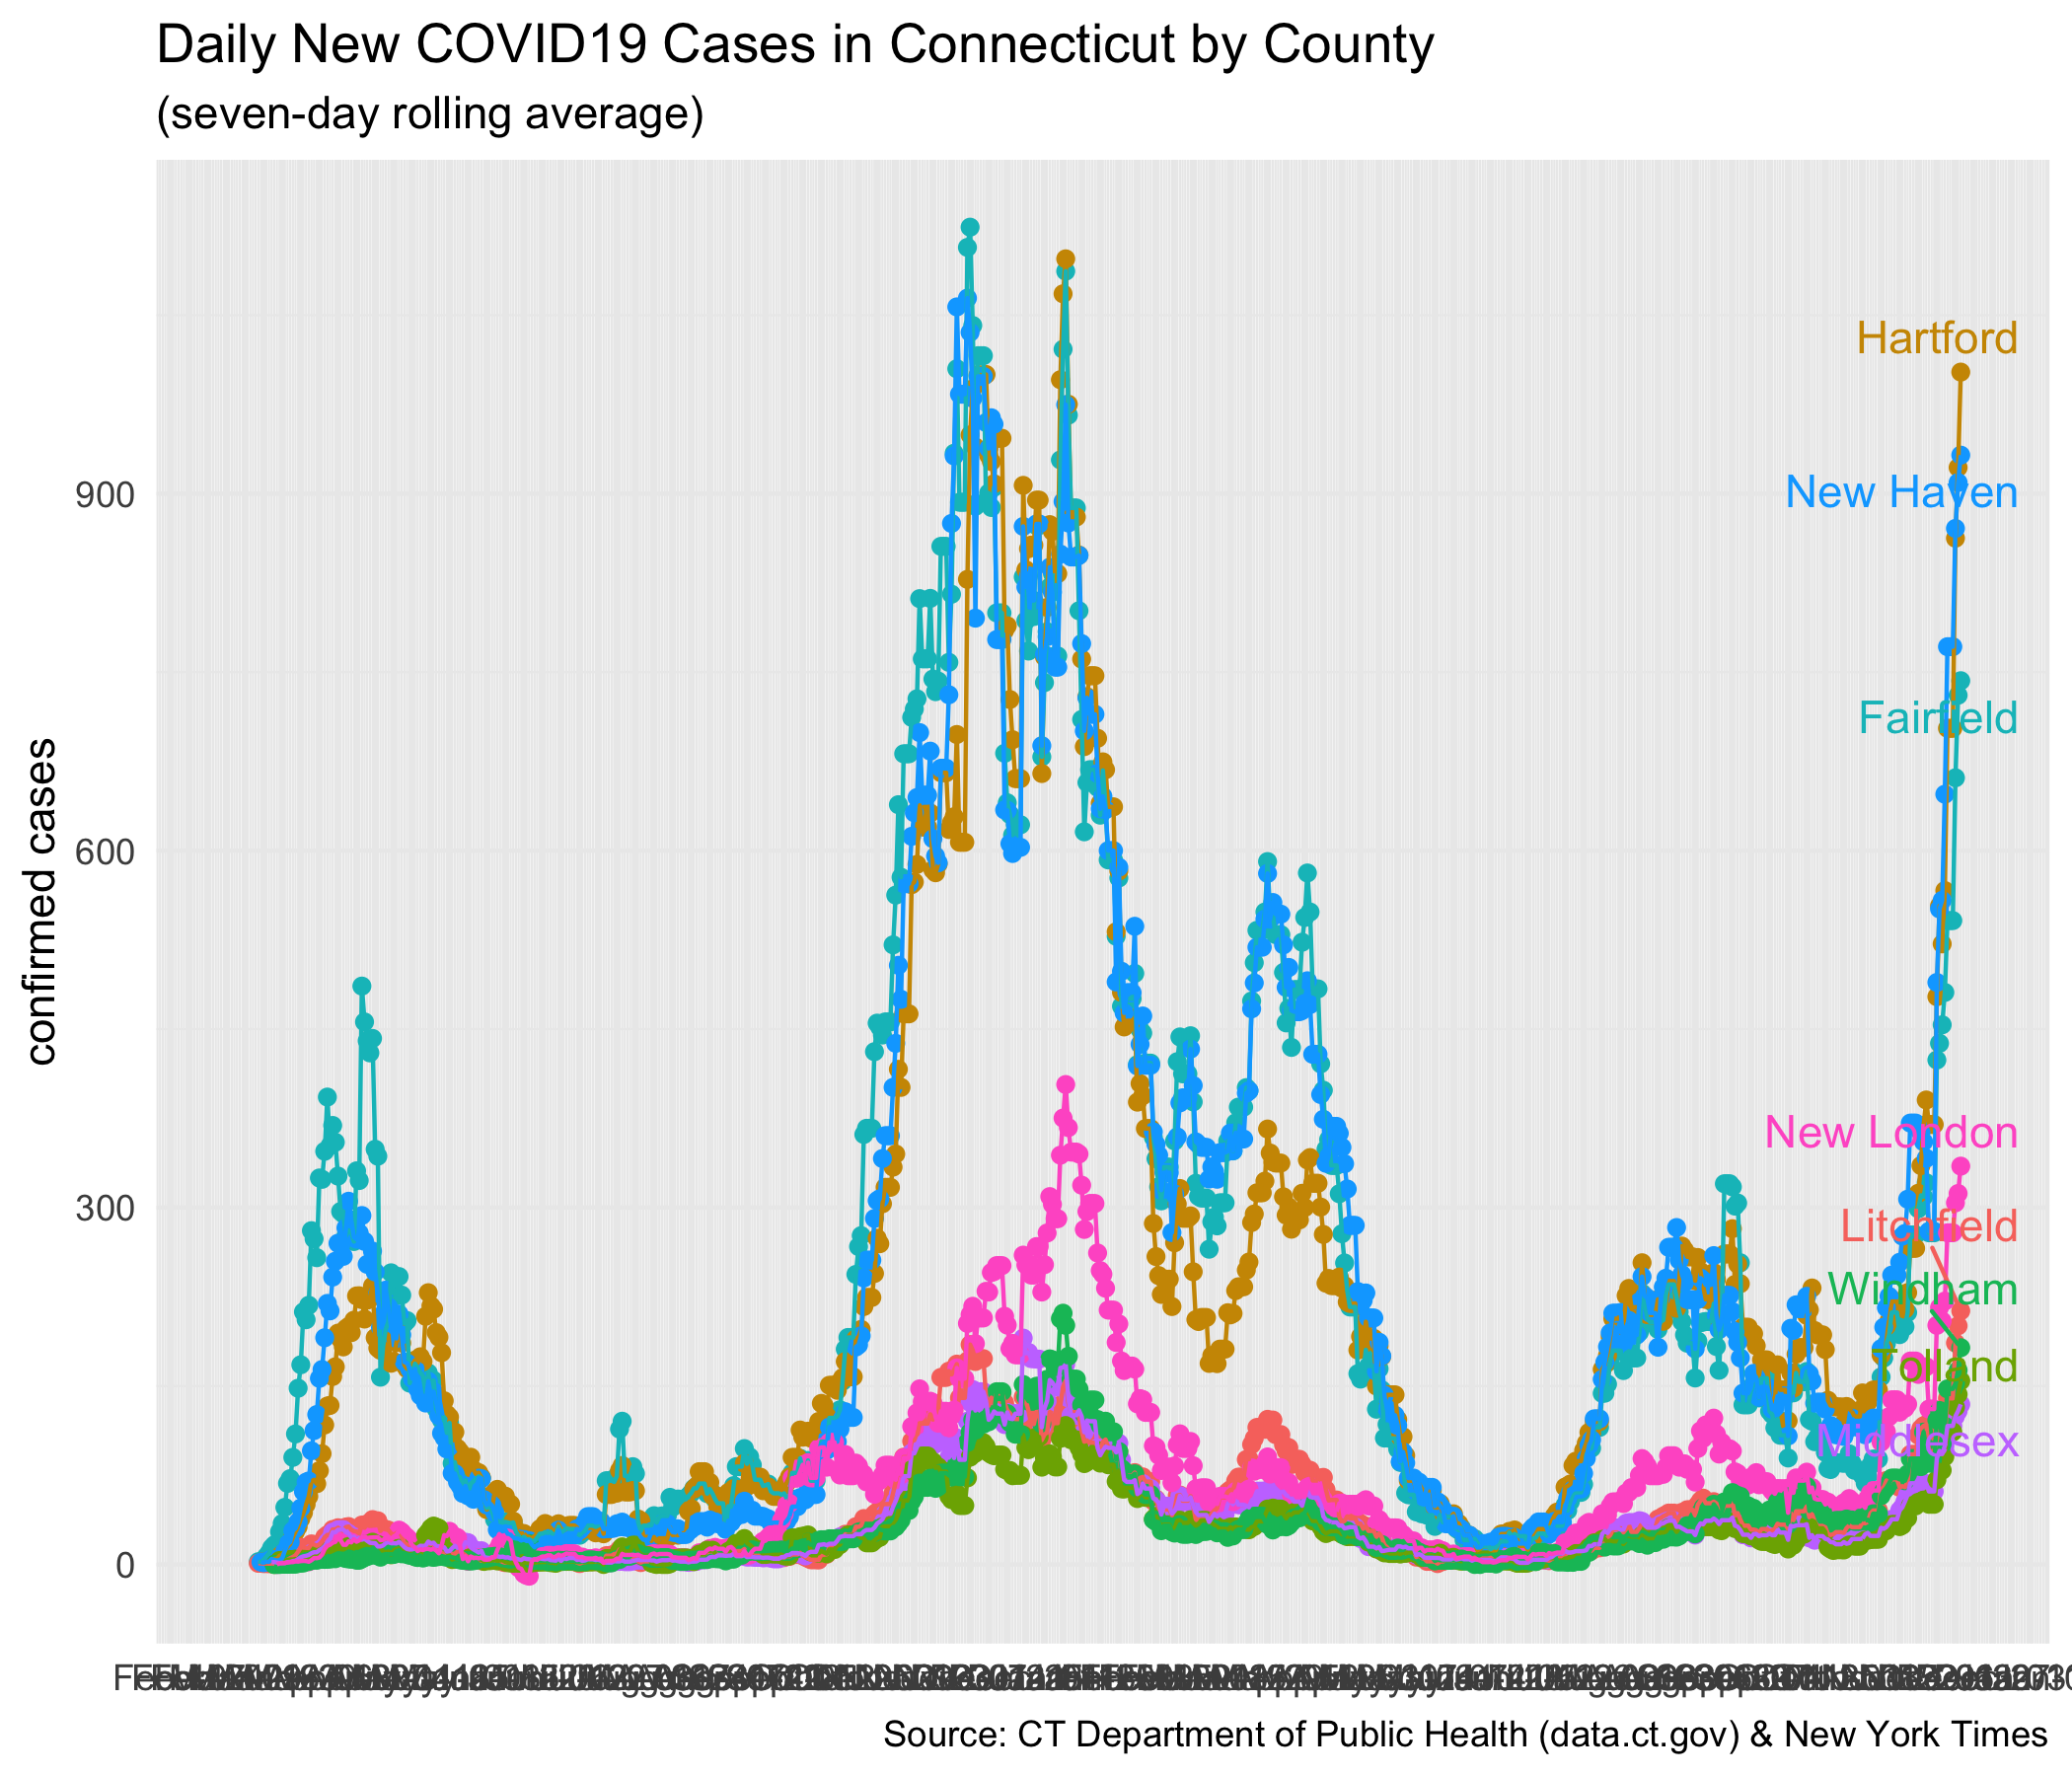 Daily New COVID19 Cases in Connecticut by County
(seven-day rolling average)
confirmed cases
900
600
300
0
Hartford
New Haven
Fairfield
New London
Litchfield
Windham
Tolland
Middlesex
Source: CT Department of Public Health (data.ct.gov) & New York Times